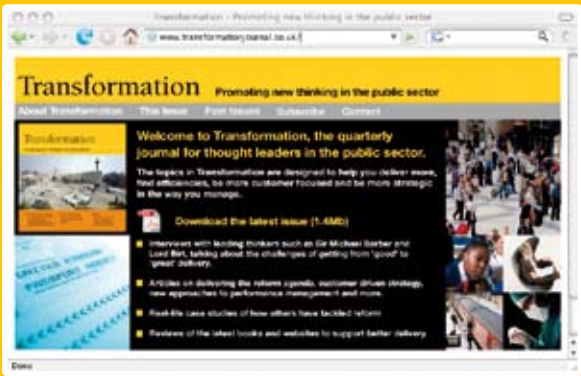 Transformation - Promoting new thinking in the public sector
www.transformationjournal.co.uk/
Transformation Promoting new thinking in the public sector
About Transformation This Issue Past Issues Subscribe Contact
Transformation
Welcome to Transformation, the quarterly
journal for thought leaders in the public sector.
The topics in Transformation are designed to help you deliver more,
find efficiencies, be more customer focused and be more strategic
in the way you manage.
Download the latest issue (1.4Mb)
Interviews with leading thinkers such as Sir Michael Barber and
Lord Birt, talking about the challenges of getting from 'good' to
'great' delivery.
Articles on delivering the reform agenda, customer driven strategy,
new approaches to performance management and more.
Real-life case studies of how others have tackled reform
Reviews of the latest books and websites to support better delivery.
Done